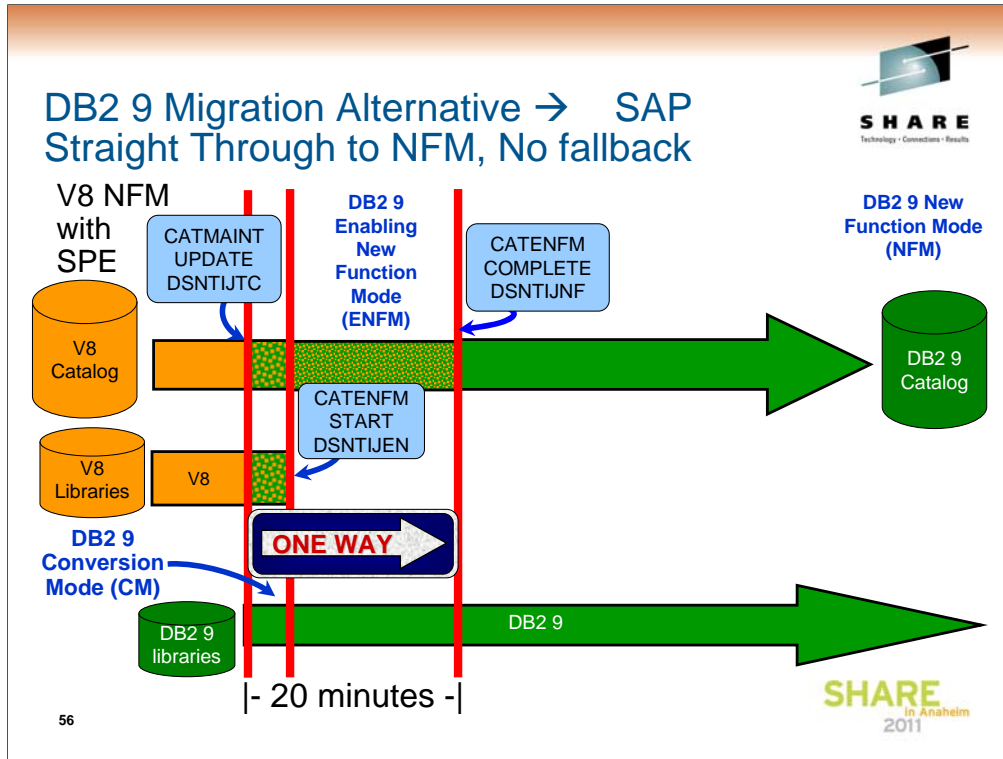 SHARE
Technology • Connections • Results
DB2 9 Migration Alternative → SAP
Straight Through to NFM, No fallback
V8 NFM
with
SPE
CATMAINT
UPDATE
DSNTIJTC
DB2 9
Enabling
New
Function
Mode
(ENFM)
CATENFM
COMPLETE
DSNTIJNF
DB2 9 New
Function Mode
(NFM)
V8
Catalog
DB2 9
Catalog
CATENFM
START
DSNTIJEN
V8
Libraries
V8
ONE WAY
DB2 9
Conversion
Mode (CM)
DB2 9
libraries
DB2 9
|- 20 minutes -|
56
SHARE
in Anaheim
2011